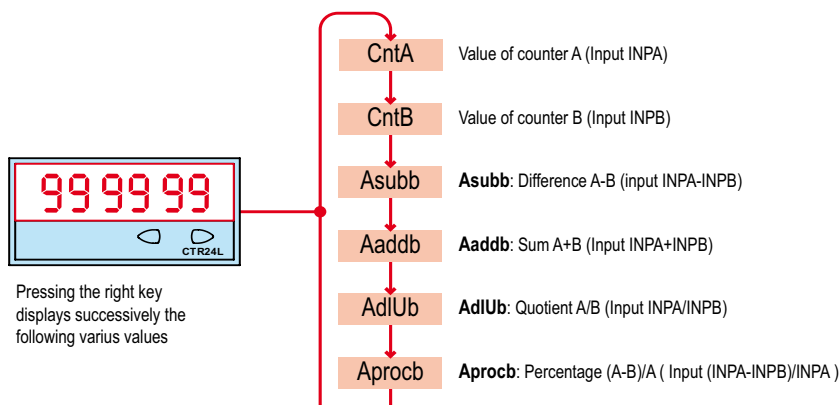 CntA
Value of counter A (Input INPA)
CntB
Value of counter B (Input INPB)
Asubb
Asubb: Difference A-B (input INPA-INPB)
Aaddb
Aaddb: Sum A+B (Input INPA+INPB)
AdIUb
AdIUb: Quotient A/B (Input INPA/INPB)
Aprocb
Aprocb: Percentage (A-B)/A ( Input (INPA-INPB)/INPA )
999999
CTR24L
Pressing the right key
displays successively the
following varius values